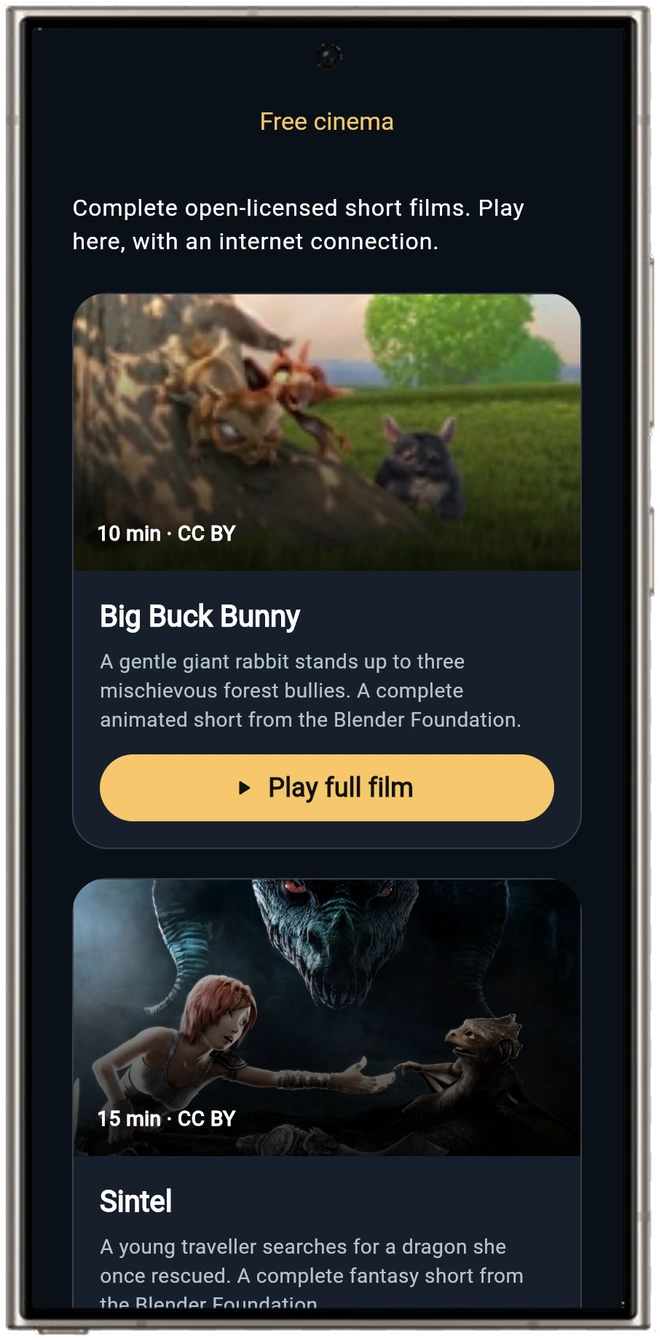 Free cinema
Complete open-licensed short films. Play
here, with an internet connection.
10 min · CC BY
Big Buck Bunny
A gentle giant rabbit stands up to three
mischievous forest bullies. A complete
animated short from the Blender Foundation.
Play full film
15 min · CC BY
Sintel
A young traveller searches for a dragon she
once rescued. A complete fantasy short from
the Blender Foundation.